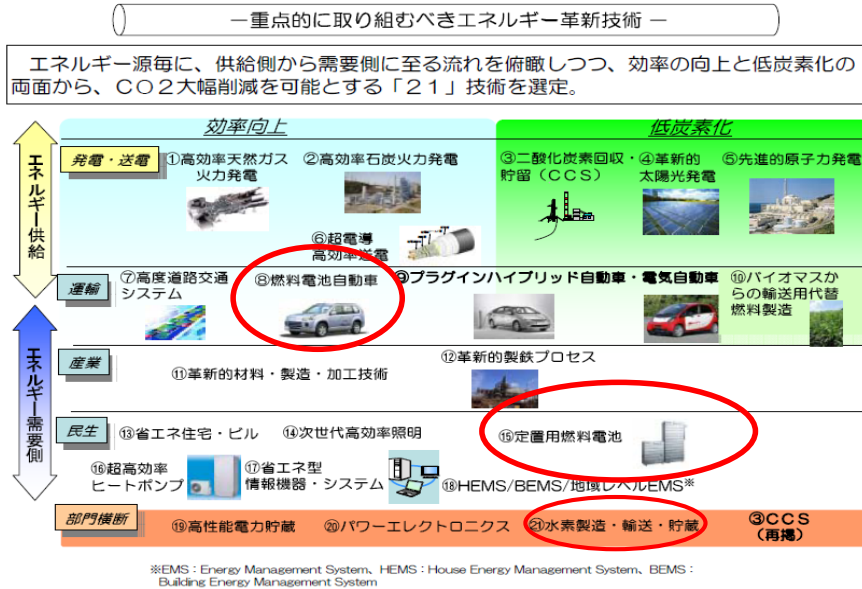 －重点的に取り組むべきエネルギー革新技術－
エネルギー源毎に、供給側から需要側に至る流れを俯瞰しつつ、効率の向上と低炭素化の
両面から、ＣＯ２大幅削減を可能とする「２１」技術を選定。
効率向上
低炭素化
エネルギー供給
発電・送電
①高効率天然ガス
火力発電
②高効率石炭火力発電
③二酸化炭素回収・
貯留（ＣＣＳ）
④革新的
太陽光発電
⑤先進的原子力発電
⑥超電導
高効率送電
運輸
⑦高度道路交通
システム
⑧燃料電池自動車
⑨プラグインハイブリッド自動車・電気自動車
⑩バイオマスか
らの輸送用代替
燃料製造
エネルギー需要側
産業
⑪革新的材料・製造・加工技術
⑫革新的製鉄プロセス
民生
⑬省エネ住宅・ビル
⑭次世代高効率照明
⑮定置用燃料電池
⑯超高効率
ヒートポンプ
⑰省エネ型
情報機器・システム
⑱HEMS/BEMS/地域レベルEMS※
部門横断
⑲高性能電力貯蔵
⑳パワーエレクトロニクス
㉑水素製造・輸送・貯蔵
③ＣＣＳ
（再掲）
※EMS：Energy Management System、HEMS：House Energy Management System、BEMS：
Building Energy Management System